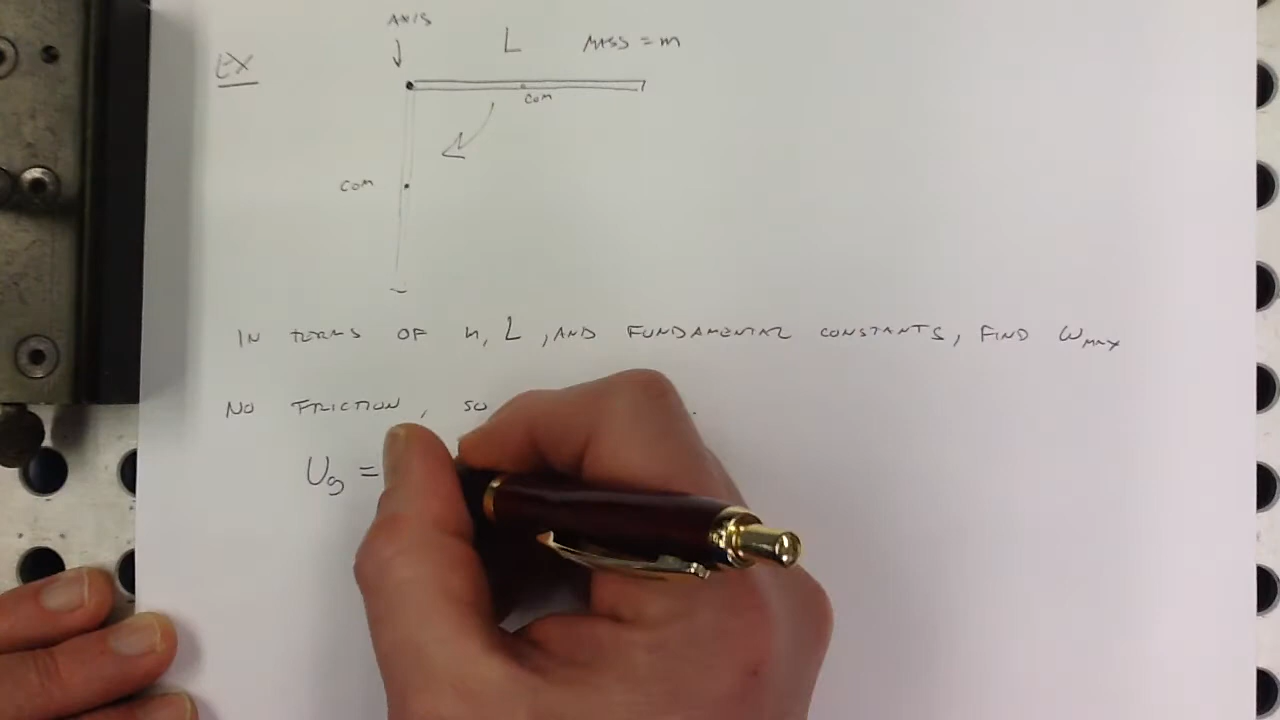 AXIS
EX
L MASS = m
COM
COM
IN TERMS OF m, L, AND FUNDAMENTAL CONSTANTS, FIND ωMAX
NO FRICTION, SO
Ug =